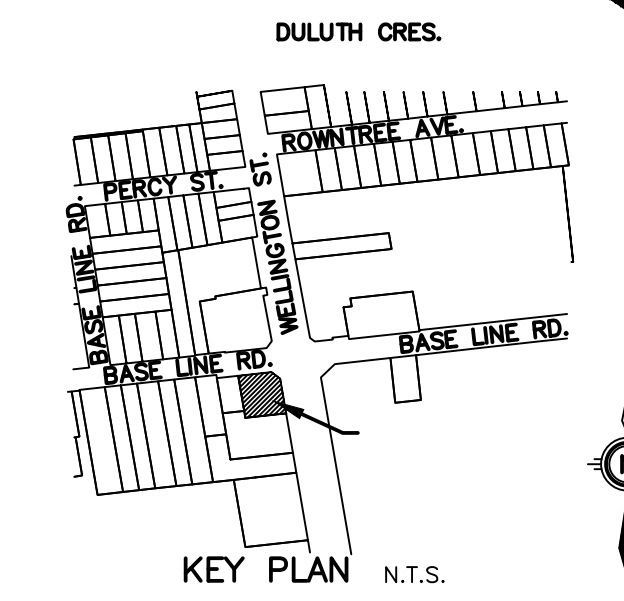 DULUTH CRES.
ROWNTREE AVE.
PERCY ST.
WELLINGTON ST.
BASE LINE RD.
BASE LINE RD.
BASE LINE RD.
KEY PLAN N.T.S.